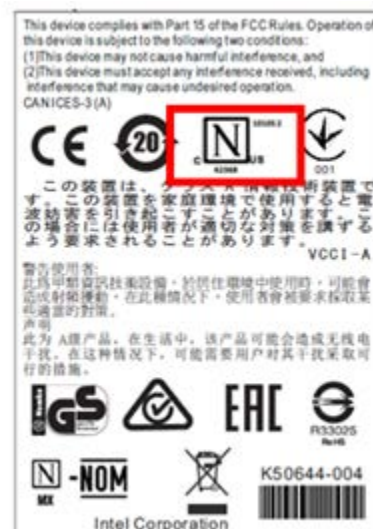 This device complies with Part 15 of the FCC Rules. Operation of
this device is subject to the following two conditions:
(1)This device may not cause harmful interference, and
(2)This device must accept any interference received, including
interference that may cause undesired operation.
CAN ICES-3 (A)
CE
20
N
C US
62368
001
この装置は、クラスA情報技術装置で
す。この装置を家庭環境で使用すると電
波妨害を引き起こすことがあります。こ
の場合には使用者が適切な対策を講ずる
よう要求されることがあります。
VCCI-A
警告使用者:
此為甲類資訊技術設備，於居住環境中使用時，可能會
造成射頻擾動，在此種情況下，使用者會被要求採取某
些適當的對策。
声明
此为 A级产品，在生活中，该产品可能会造成无线电
干扰。在这种情况下，可能需要用户对其干扰采取可
行的措施。
GS
EAC
R33025
RoHS
N -NOM
MX
K50644-004
Intel Corporation